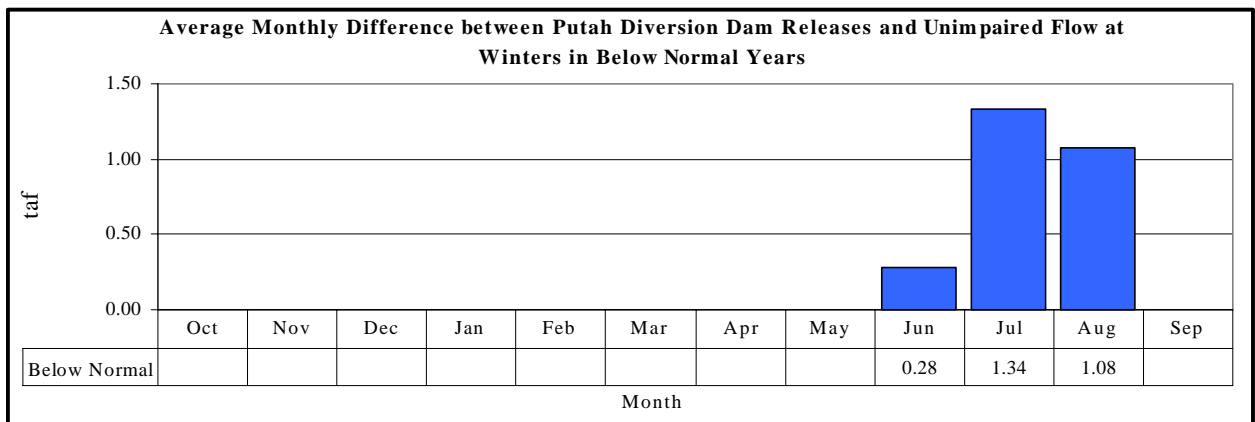 Average Monthly Difference between Putah Diversion Dam Releases and Unimpaired Flow at
Winters in Below Normal Years
1.50
1.00
0.50
0.00
taf
Oct Nov Dec Jan Feb Mar Apr May Jun Jul Aug Sep
Below Normal 0.28 1.34 1.08
Month